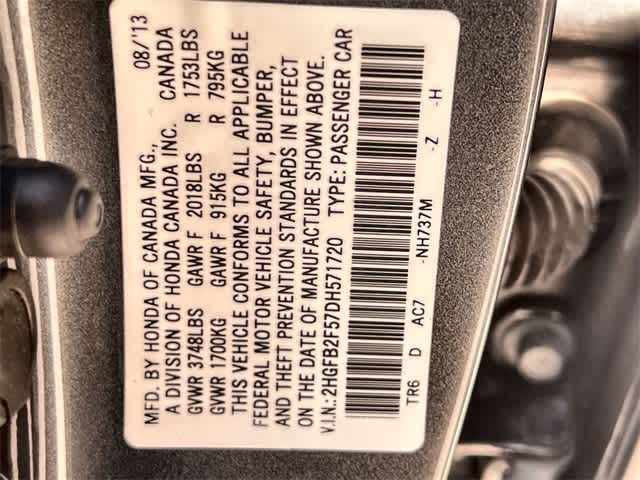 MFD. BY HONDA OF CANADA MFG., 08/'13
A DIVISION OF HONDA CANADA INC. CANADA
GVWR 3748LBS GAWR F 2018LBS R 1753LBS
GVWR 1700KG GAWR F 915KG R 795KG
THIS VEHICLE CONFORMS TO ALL APPLICABLE
FEDERAL MOTOR VEHICLE SAFETY, BUMPER,
AND THEFT PREVENTION STANDARDS IN EFFECT
ON THE DATE OF MANUFACTURE SHOWN ABOVE.
V.I.N.: 2HGFB2F57DH571720 TYPE: PASSENGER CAR
TR6 D AC7 -NH737M -Z -H